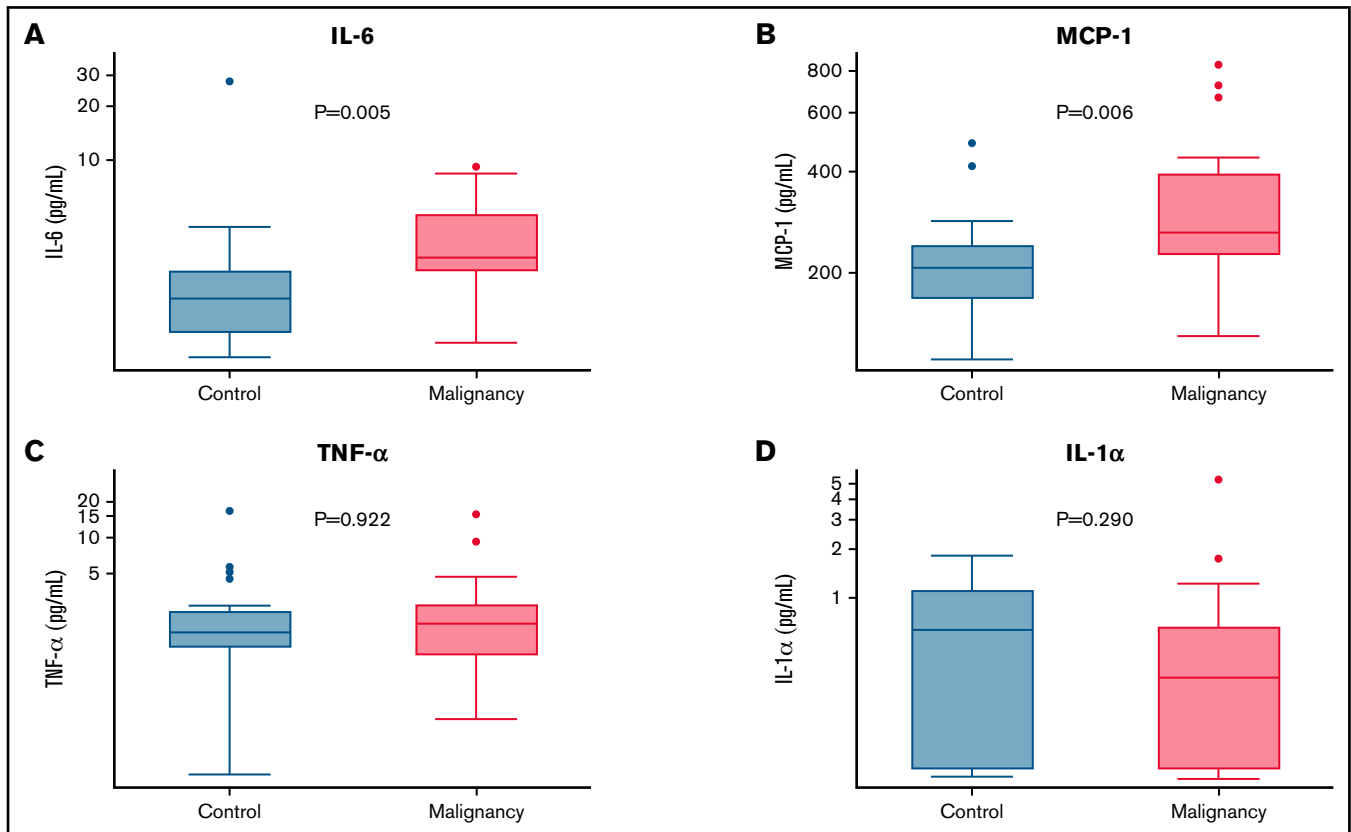 A
IL-6
IL-6 (pg/mL)
30
20
10
P=0.005
Control
Malignancy
B
MCP-1
MCP-1 (pg/mL)
800
600
400
200
P=0.006
Control
Malignancy
C
TNF-α
TNF-α (pg/mL)
20
15
10
5
P=0.922
Control
Malignancy
D
IL-1α
IL-1α (pg/mL)
5
4
3
2
1
P=0.290
Control
Malignancy